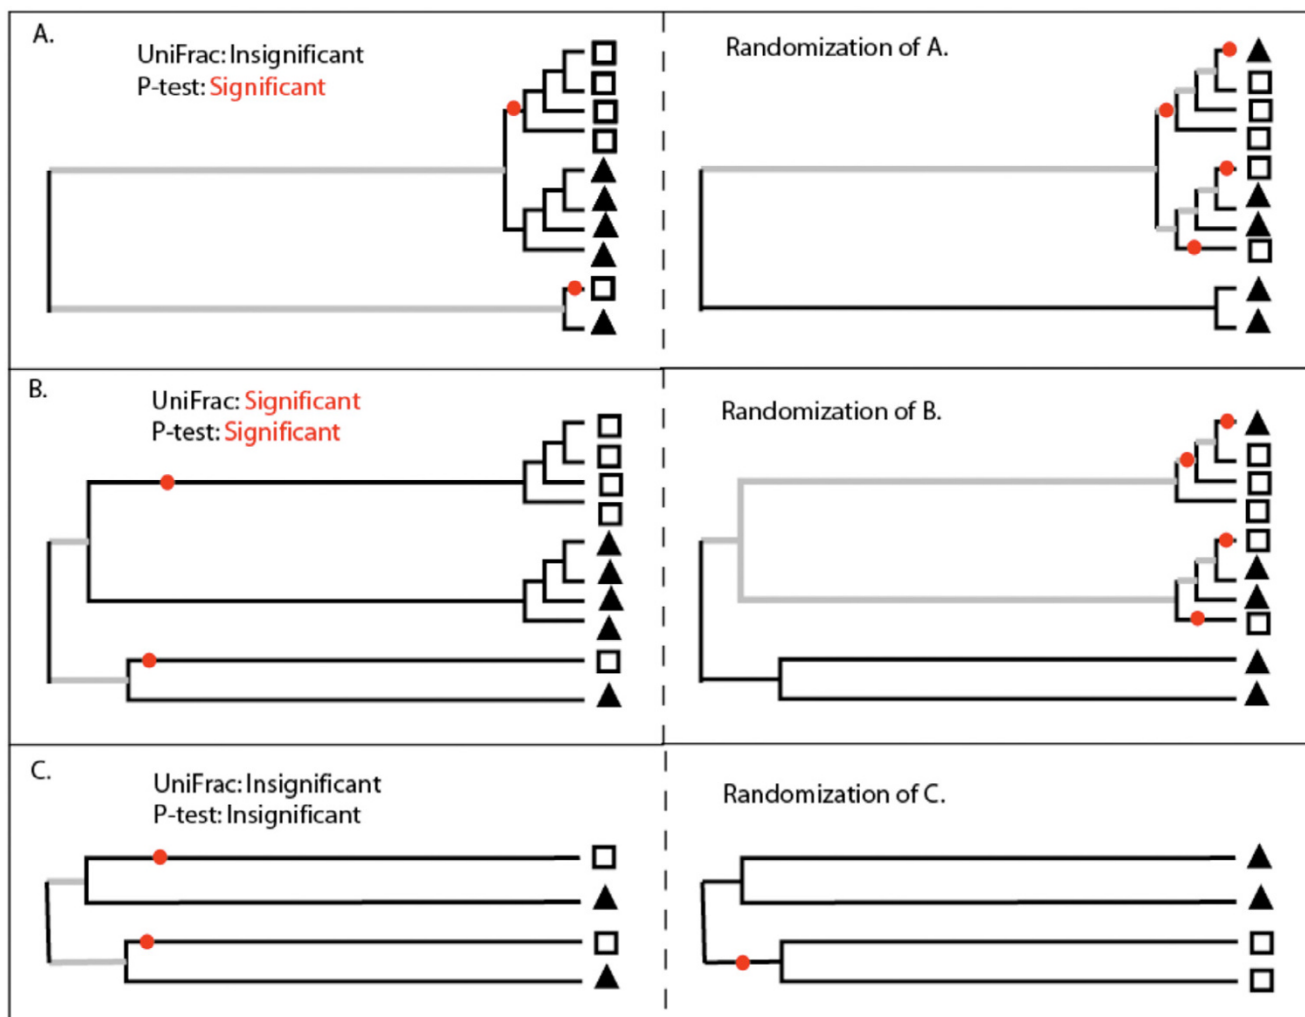 A.
UniFrac: Insignificant
P-test: Significant
Randomization of A.
B.
UniFrac: Significant
P-test: Significant
Randomization of B.
C.
UniFrac: Insignificant
P-test: Insignificant
Randomization of C.